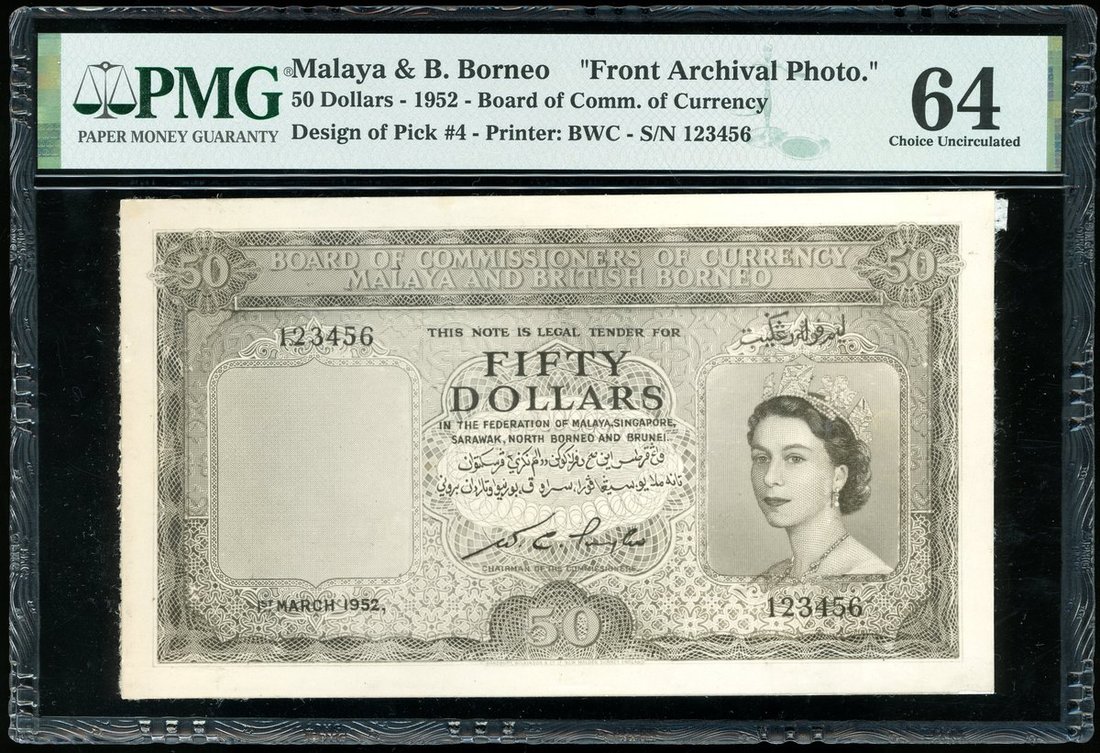 PMG® Malaya & B. Borneo "Front Archival Photo." 64
50 Dollars - 1952 - Board of Comm. of Currency
PAPER MONEY GUARANTY Design of Pick #4 - Printer: BWC - S/N 123456 Choice Uncirculated
50 BOARD OF COMMISSIONERS OF CURRENCY 50
MALAYA AND BRITISH BORNEO
123456 THIS NOTE IS LEGAL TENDER FOR
FIFTY
DOLLARS
IN THE FEDERATION OF MALAYA, SINGAPORE,
SARAWAK, NORTH BORNEO AND BRUNEI.
CHAIRMAN OF THE COMMISSIONERS.
1ST MARCH 1952, 123456
50